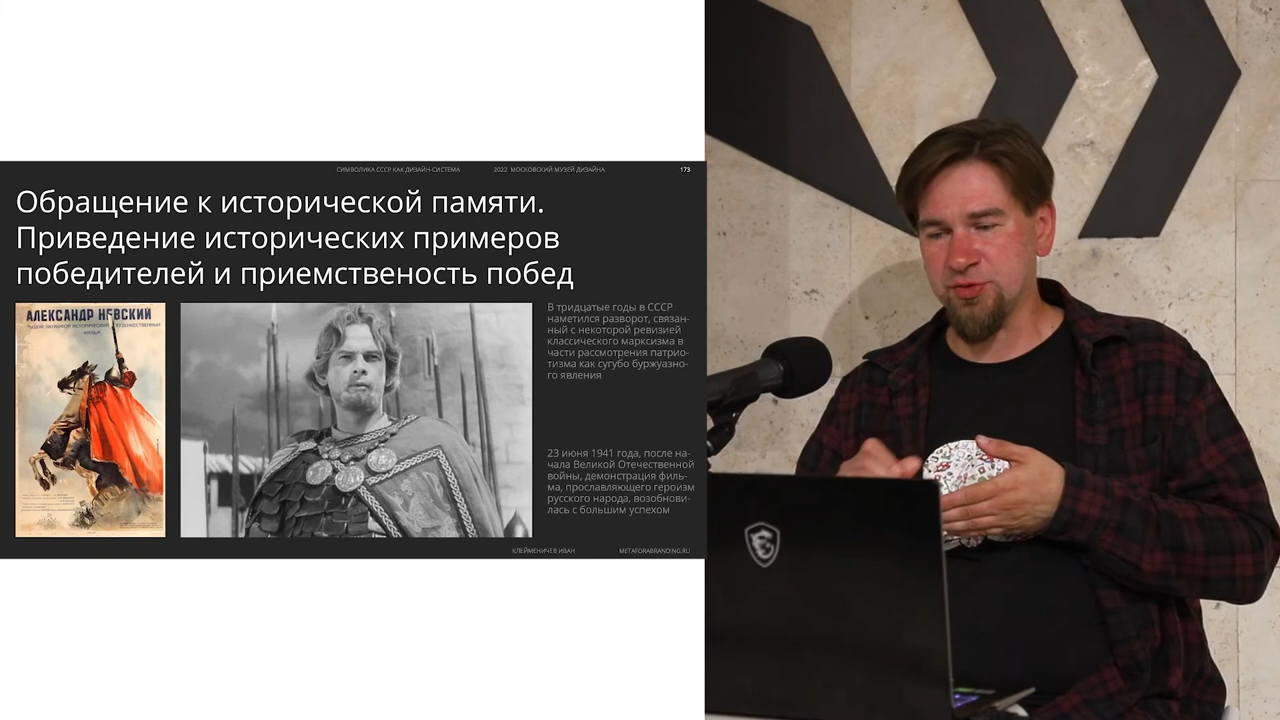 СИМВОЛИКА СССР КАК ДИЗАЙН-СИСТЕМА
2022 МОСКОВСКИЙ МУЗЕЙ ДИЗАЙНА
173
Обращение к исторической памяти.
Приведение исторических примеров
победителей и приемственость побед
АЛЕКСАНДР НЕВСКИЙ
В тридцатые годы в СССР
наметился разворот, связан-
ный с некоторой ревизией
классического марксизма в
части рассмотрения патрио-
тизма как сугубо буржуазно-
го явления
23 июня 1941 года, после на-
чала Великой Отечественной
войны, демонстрация филь-
ма, прославляющего героизм
русского народа, возобнови-
лась с большим успехом
КЛЕЙМЕНИЧЕВ ИВАН
METAFORABRANDING.RU